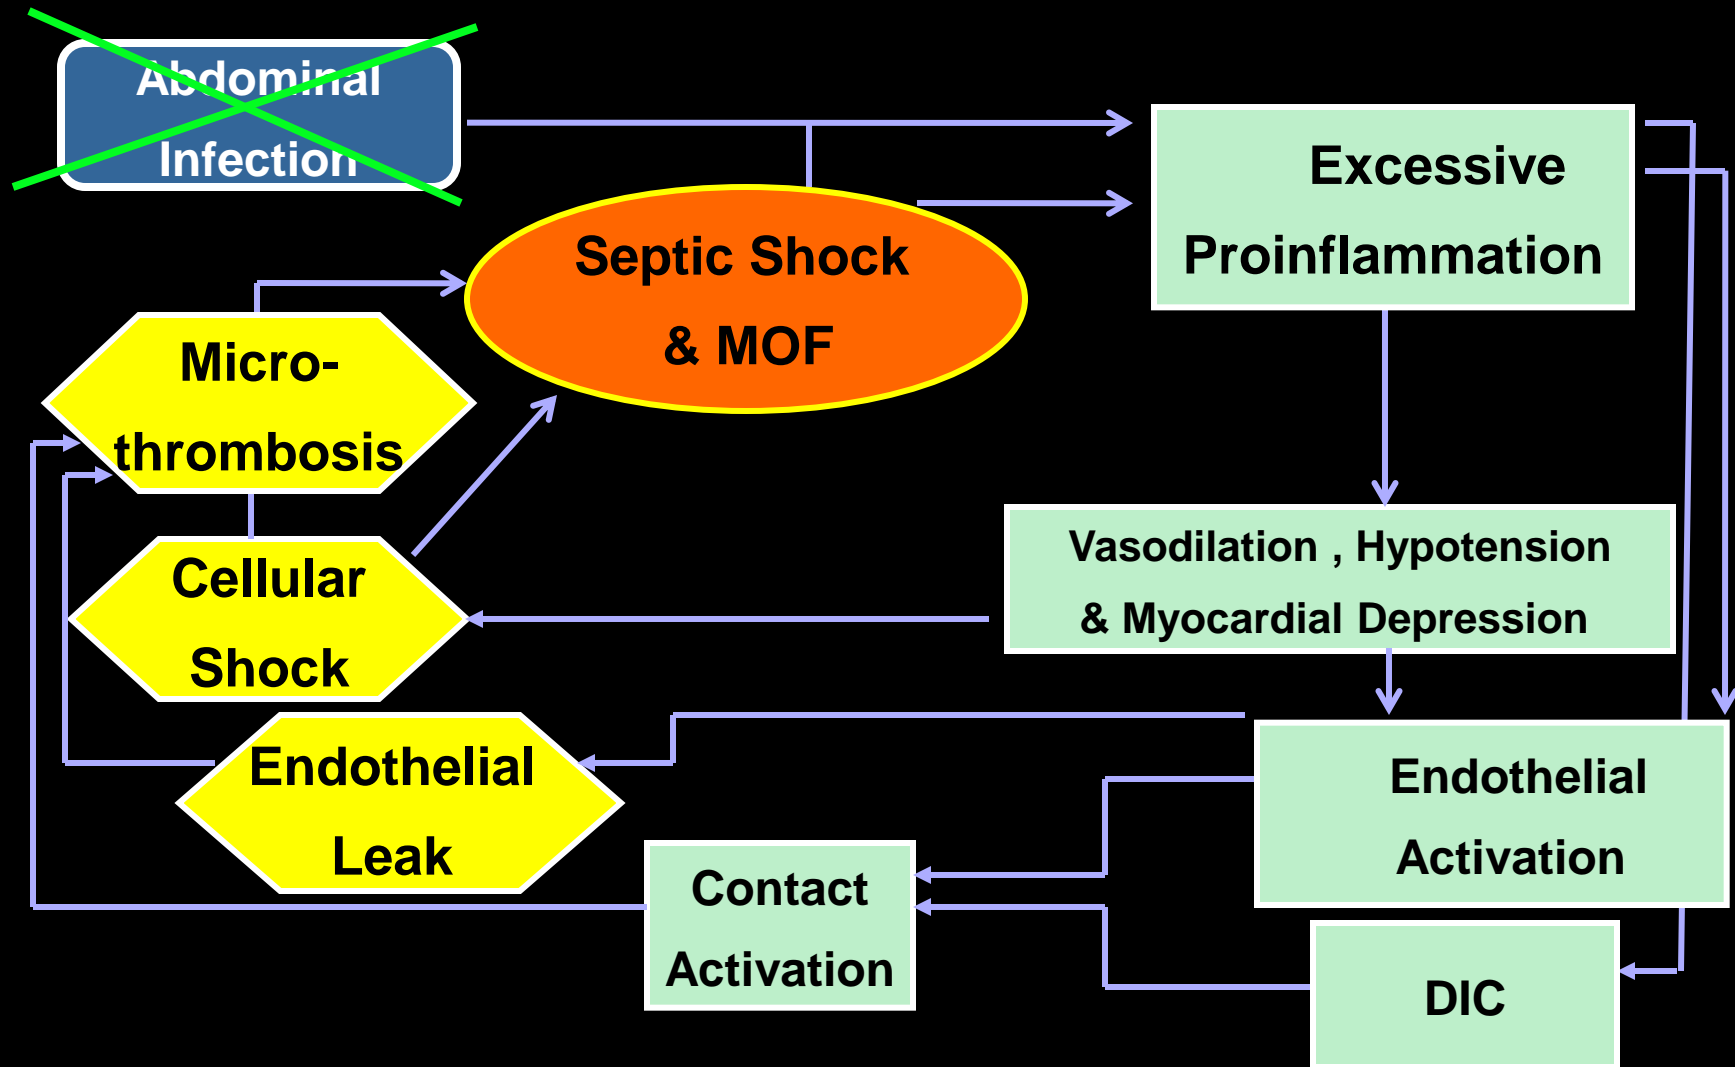 Abdominal
Infection
Excessive
Proinflammation
Septic Shock
& MOF
Micro-
thrombosis
Vasodilation , Hypotension
& Myocardial Depression
Cellular
Shock
Endothelial
Leak
Endothelial
Activation
Contact
Activation
DIC